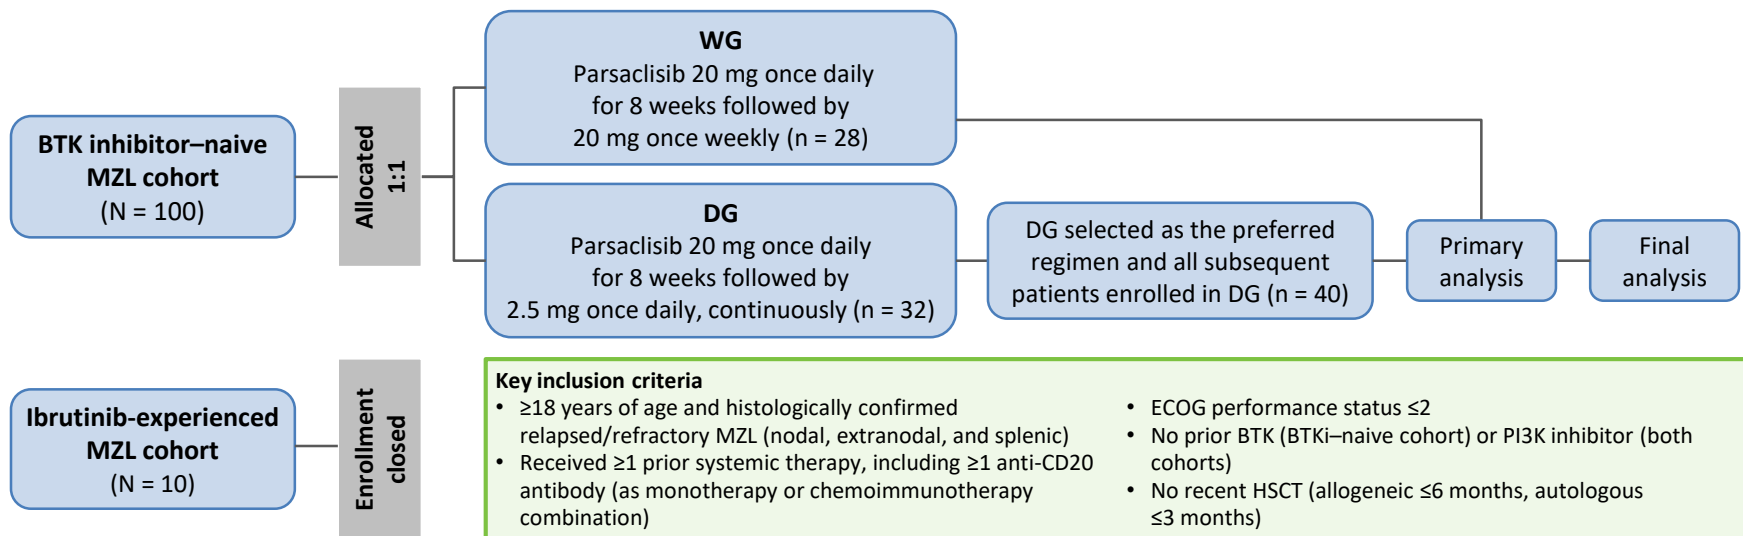 BTK inhibitor–naive
MZL cohort
(N = 100)
Allocated
1:1
WG
Parsaclisib 20 mg once daily
for 8 weeks followed by
20 mg once weekly (n = 28)
DG
Parsaclisib 20 mg once daily
for 8 weeks followed by
2.5 mg once daily, continuously (n = 32)
DG selected as the preferred
regimen and all subsequent
patients enrolled in DG (n = 40)
Primary
analysis
Final
analysis
Ibrutinib-experienced
MZL cohort
(N = 10)
Enrollment
closed
Key inclusion criteria
• ≥18 years of age and histologically confirmed
relapsed/refractory MZL (nodal, extranodal, and splenic)
• Received ≥1 prior systemic therapy, including ≥1 anti-CD20
antibody (as monotherapy or chemoimmunotherapy
combination)
• ECOG performance status ≤2
• No prior BTK (BTKi–naive cohort) or PI3K inhibitor (both
cohorts)
• No recent HSCT (allogeneic ≤6 months, autologous
≤3 months)